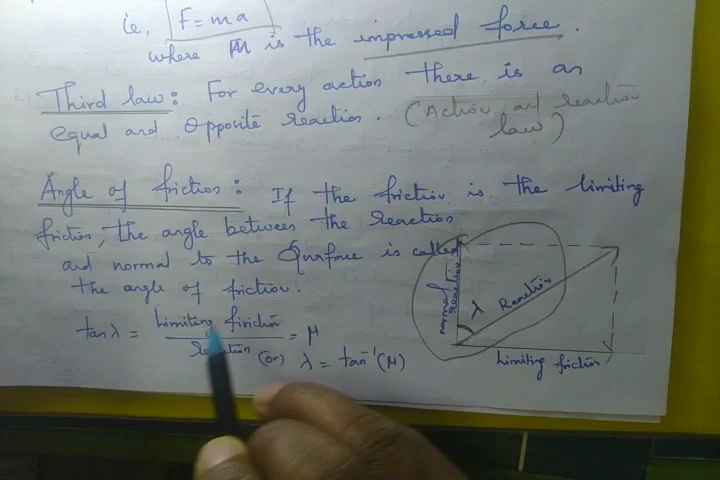 ie, F = ma
where m is the impressed force.
Third law: For every action there is an
equal and opposite reaction. (Action and reaction
law)
Angle of friction: If the friction is the limiting
friction, the angle between the reaction
and normal to the surface is called
the angle of friction.
normal reaction
λ
Reaction
Limiting friction
tan λ = Limiting friction / reaction = μ
(or) λ = tan⁻¹(μ)